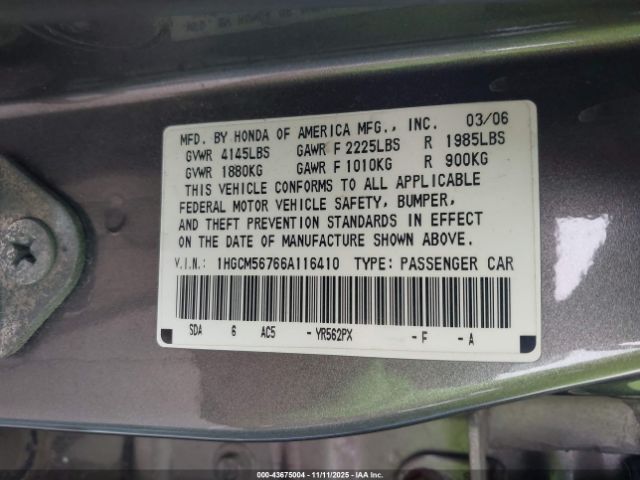 MFD. BY HONDA OF AMERICA MFG., INC. 03/06
GVWR 4145LBS GAWR F 2225LBS R 1985LBS
GVWR 1880KG GAWR F 1010KG R 900KG
THIS VEHICLE CONFORMS TO ALL APPLICABLE
FEDERAL MOTOR VEHICLE SAFETY, BUMPER,
AND THEFT PREVENTION STANDARDS IN EFFECT
ON THE DATE OF MANUFACTURE SHOWN ABOVE.
V.I.N.: 1HGCM56766A116410 TYPE: PASSENGER CAR
SDA 6 AC5 - YR562PX - F - A
000-43675004 - 11/11/2025 - IAAI, Inc.